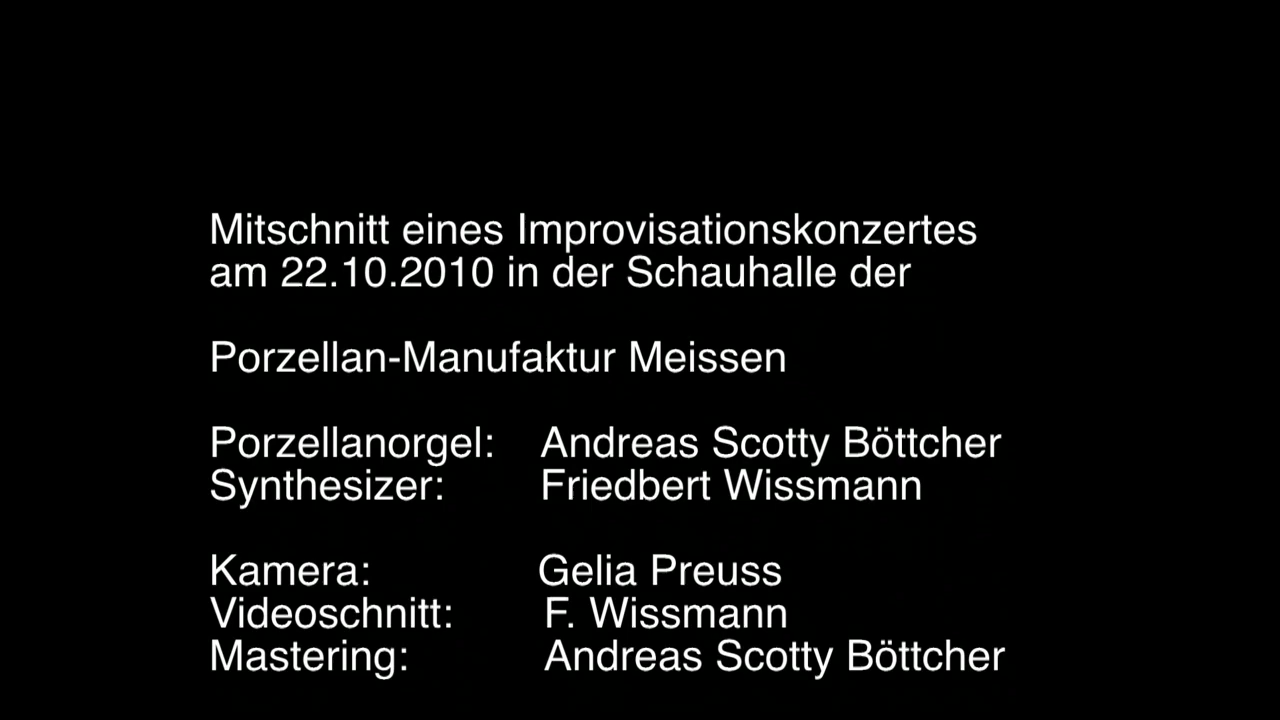 Mitschnitt eines Improvisationskonzertes
am 22.10.2010 in der Schauhalle der
Porzellan-Manufaktur Meissen
Porzellanorgel: Andreas Scotty Böttcher
Synthesizer: Friedbert Wissmann
Kamera: Gelia Preuss
Videoschnitt: F. Wissmann
Mastering: Andreas Scotty Böttcher